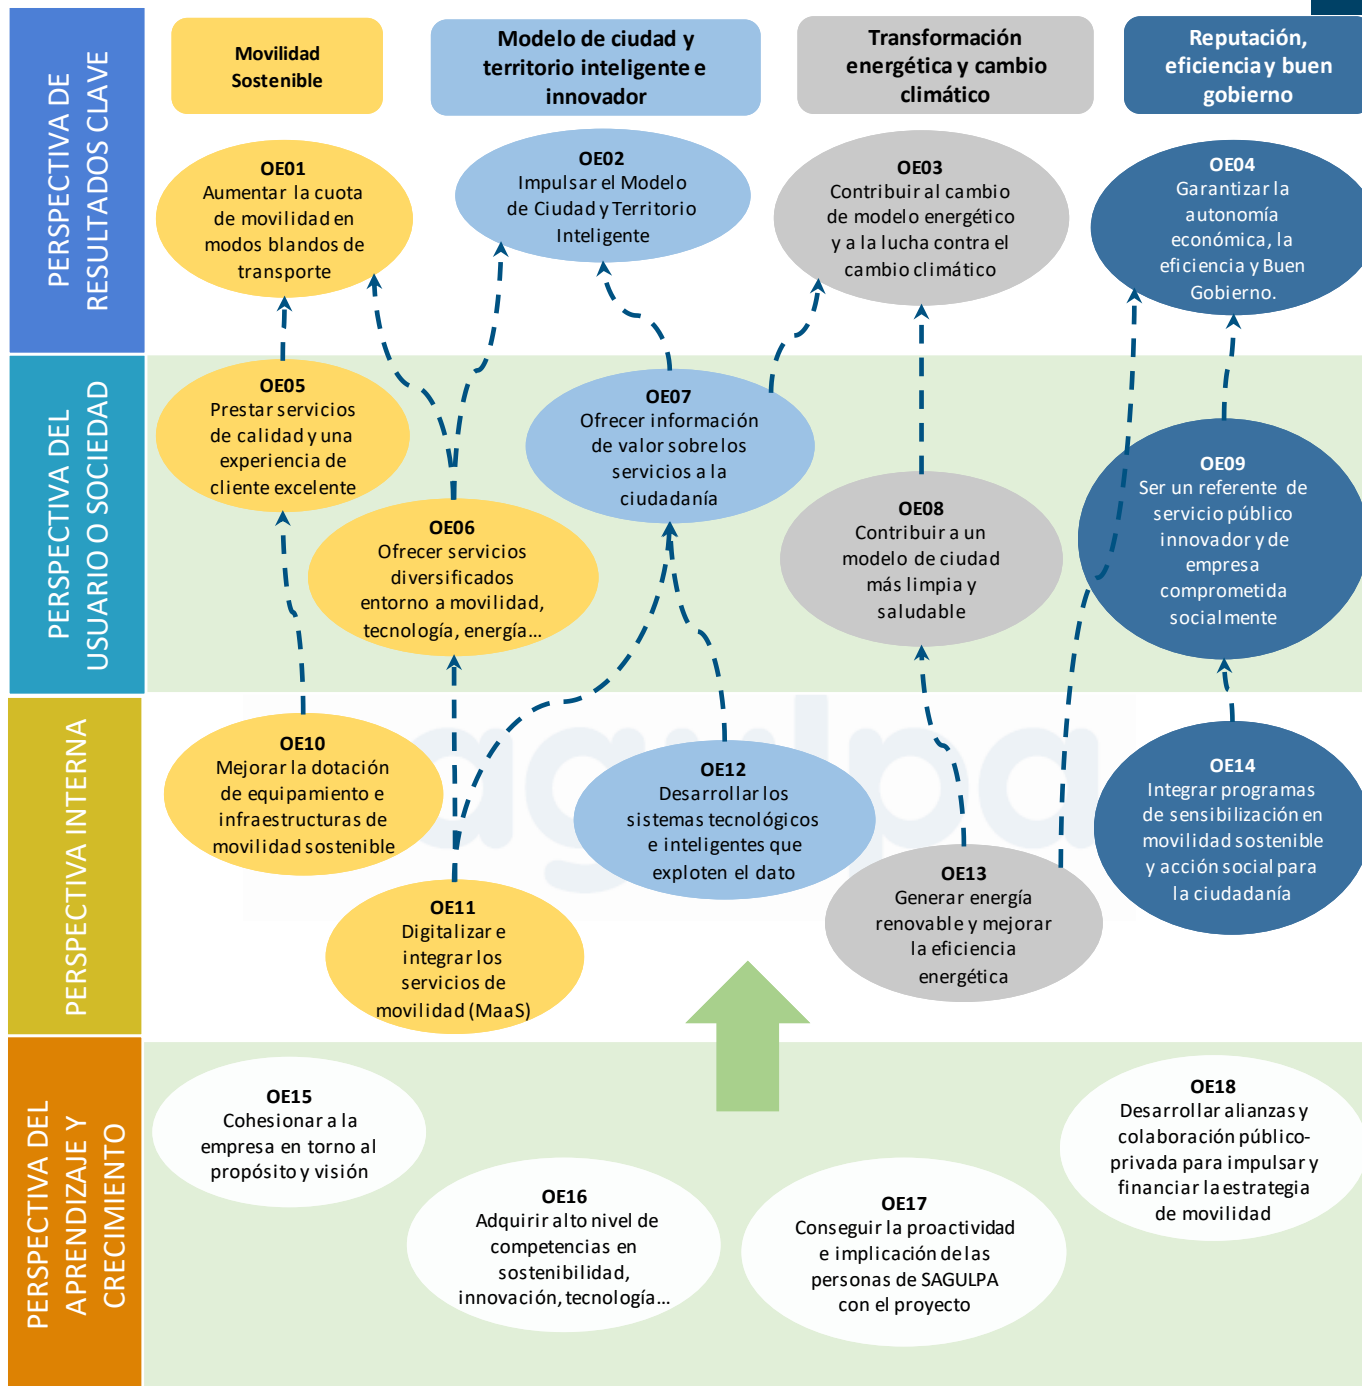 PERSPECTIVA DE
RESULTADOS CLAVE
Movilidad
Sostenible
Modelo de ciudad y
territorio inteligente e
innovador
Transformación
energética y cambio
climático
Reputación,
eficiencia y buen
gobierno
OE01
Aumentar la cuota
de movilidad en
modos blandos de
transporte
OE02
Impulsar el Modelo
de Ciudad y Territorio
Inteligente
OE03
Contribuir al cambio
de modelo energético
y a la lucha contra el
cambio climático
OE04
Garantizar la
autonomía
económica, la
eficiencia y Buen
Gobierno.
PERSPECTIVA DEL
USUARIO O SOCIEDAD
OE05
Prestar servicios
de calidad y una
experiencia de
cliente excelente
OE06
Ofrecer servicios
diversificados
entorno a movilidad,
tecnología, energía…
OE07
Ofrecer información
de valor sobre los
servicios a la
ciudadanía
OE08
Contribuir a un
modelo de ciudad
más limpia y
saludable
OE09
Ser un referente de
servicio público
innovador y de
empresa
comprometida
socialmente
PERSPECTIVA INTERNA
OE10
Mejorar la dotación
de equipamiento e
infraestructuras de
movilidad sostenible
OE11
Digitalizar e
integrar los
servicios de
movilidad (MaaS)
OE12
Desarrollar los
sistemas tecnológicos
e inteligentes que
exploten el dato
OE13
Generar energía
renovable y mejorar
la eficiencia
energética
OE14
Integrar programas
de sensibilización en
movilidad sostenible
y acción social para
la ciudadanía
agulpa
PERSPECTIVA DEL
APRENDIZAJE Y
CRECIMIENTO
OE15
Cohesionar a la
empresa en torno al
propósito y visión
OE16
Adquirir alto nivel de
competencias en
sostenibilidad,
innovación, tecnología…
OE17
Conseguir la proactividad
e implicación de las
personas de SAGULPA
con el proyecto
OE18
Desarrollar alianzas y
colaboración público-
privada para impulsar y
financiar la estrategia
de movilidad